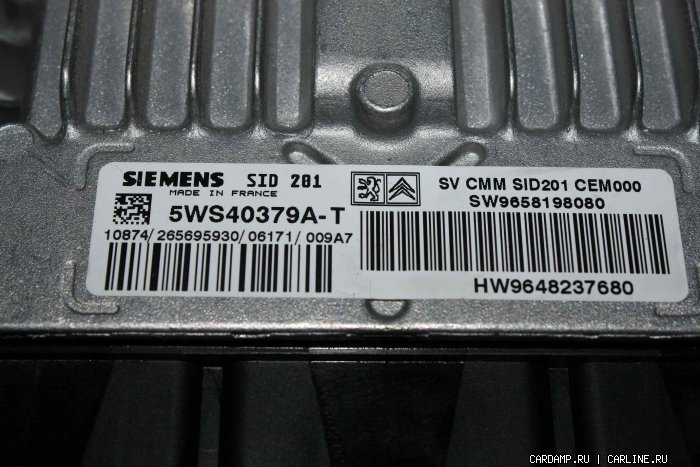 SIEMENS SID 201
MADE IN FRANCE
5WS40379A-T
10874/265695930/06171/009A7
SV CMM SID201 CEM000
SW9658198080
HW9648237680
CARDAMP.RU | CARLINE.RU